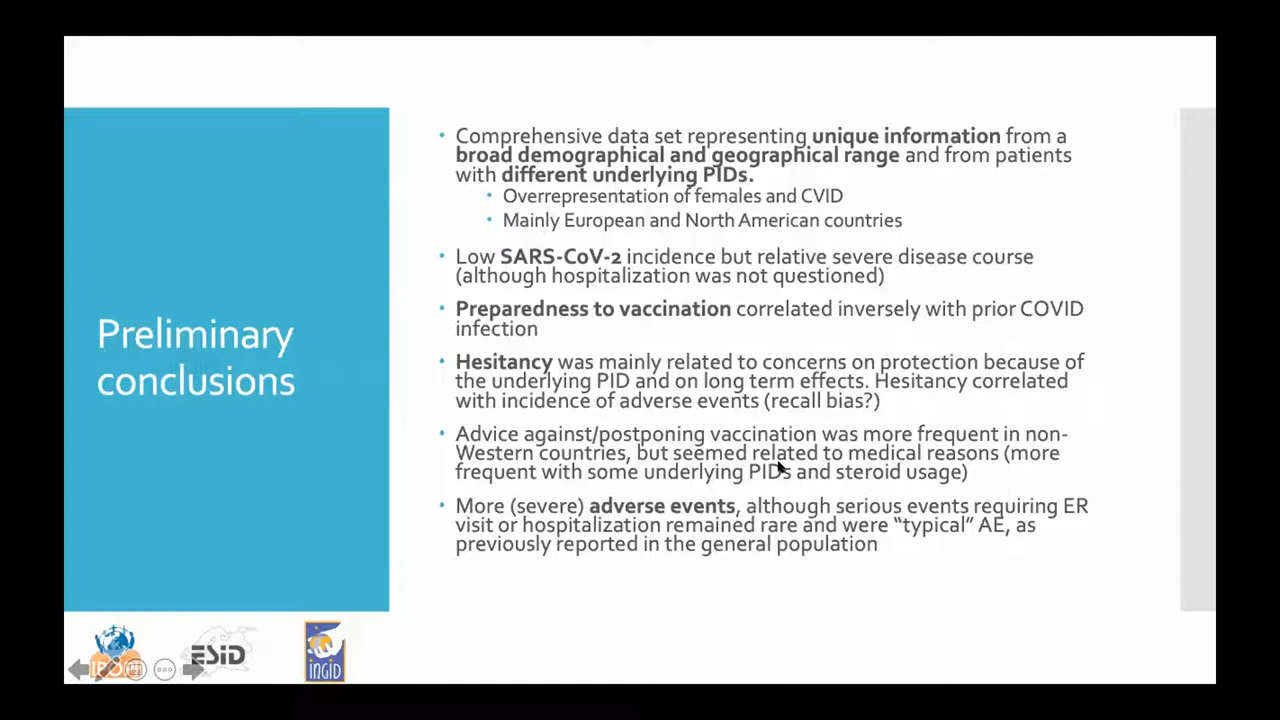 Preliminary
conclusions
• Comprehensive data set representing unique information from a
broad demographical and geographical range and from patients
with different underlying PIDs.
• Overrepresentation of females and CVID
• Mainly European and North American countries
• Low SARS-CoV-2 incidence but relative severe disease course
(although hospitalization was not questioned)
• Preparedness to vaccination correlated inversely with prior COVID
infection
• Hesitancy was mainly related to concerns on protection because of
the underlying PID and on long term effects. Hesitancy correlated
with incidence of adverse events (recall bias?)
• Advice against/postponing vaccination was more frequent in non-
Western countries, but seemed related to medical reasons (more
frequent with some underlying PIDs and steroid usage)
• More (severe) adverse events, although serious events requiring ER
visit or hospitalization remained rare and were “typical” AE, as
previously reported in the general population
ESID
INGID